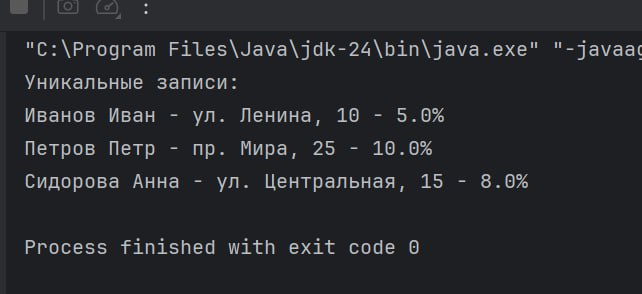 "C:\Program Files\Java\jdk-24\bin\java.exe" "-javaag
Уникальные записи:
Иванов Иван - ул. Ленина, 10 - 5.0%
Петров Петр - пр. Мира, 25 - 10.0%
Сидорова Анна - ул. Центральная, 15 - 8.0%
Process finished with exit code 0